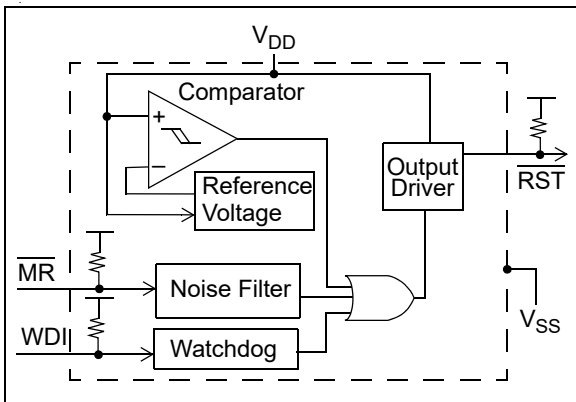 VDD
Comparator
+
–
Reference
Voltage
Output
Driver
RST
MR
Noise Filter
WDI
Watchdog
VSS